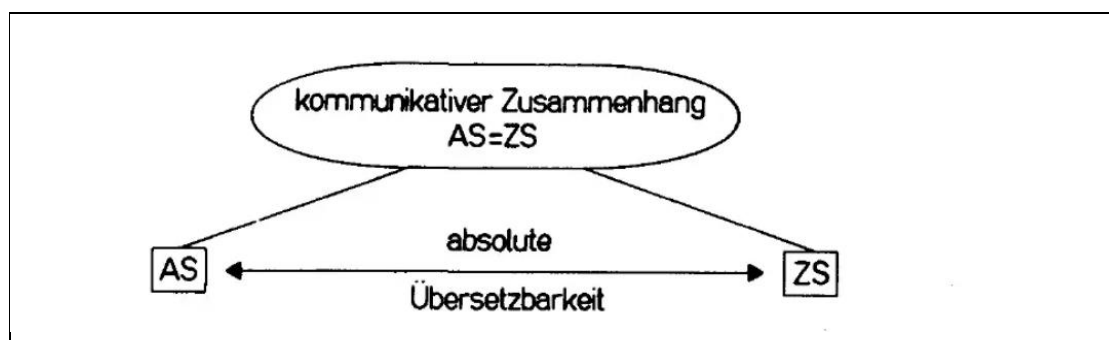 kommunikativer Zusammenhang
AS=ZS
absolute
AS
ZS
Übersetzbarkeit